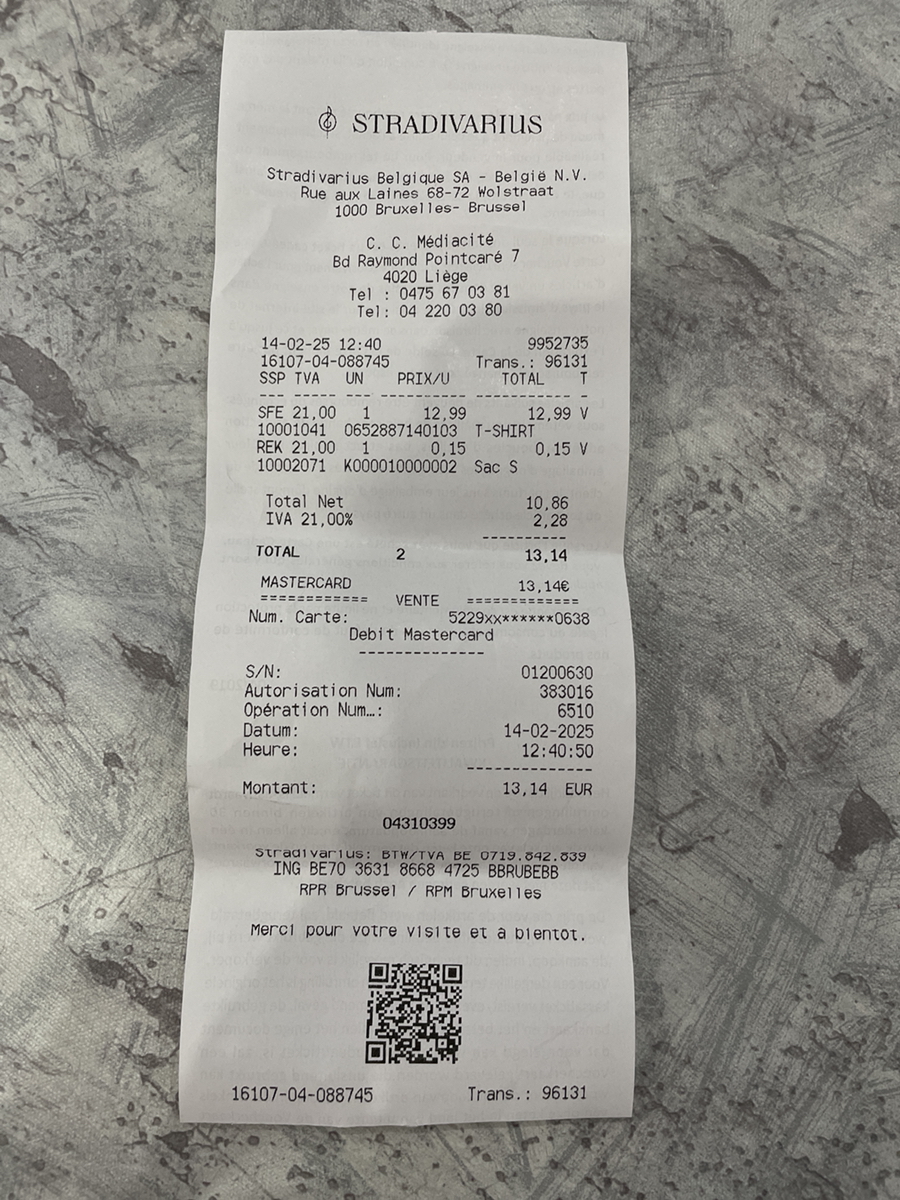 STRADIVARIUS
Stradivarius Belgique SA - België N.V.
Rue aux Laines 68-72 Wolstraat
1000 Bruxelles- Brussel
C. C. Médiacité
Bd Raymond Pointcaré 7
4020 Liège
Tel : 0475 67 03 81
Tel: 04 220 03 80
14-02-25 12:40 9952735
16107-04-088745 Trans.: 96131
SSP TVA UN PRIX/U TOTAL T
--- ----- --- ---------- ---------- -
SFE 21,00 1 12,99 12,99 V
10001041 0652887140103 T-SHIRT
REK 21,00 1 0,15 0,15 V
10002071 K000010000002 Sac S
Total Net 10,86
IVA 21,00% 2,28
----------
TOTAL 2 13,14
MASTERCARD 13,14€
============ VENTE ============
Num. Carte: 5229xx******0638
Debit Mastercard
--------------
S/N: 01200630
Autorisation Num: 383016
Opération Num…: 6510
Datum: 14-02-2025
Heure: 12:40:50
--------------
Montant: 13,14 EUR
04310399
Stradivarius: BTW/TVA BE 0719.842.839
ING BE70 3631 8668 4725 BBRUBEBB
RPR Brussel / RPM Bruxelles
Merci pour votre visite et à bientôt.
16107-04-088745 Trans.: 96131